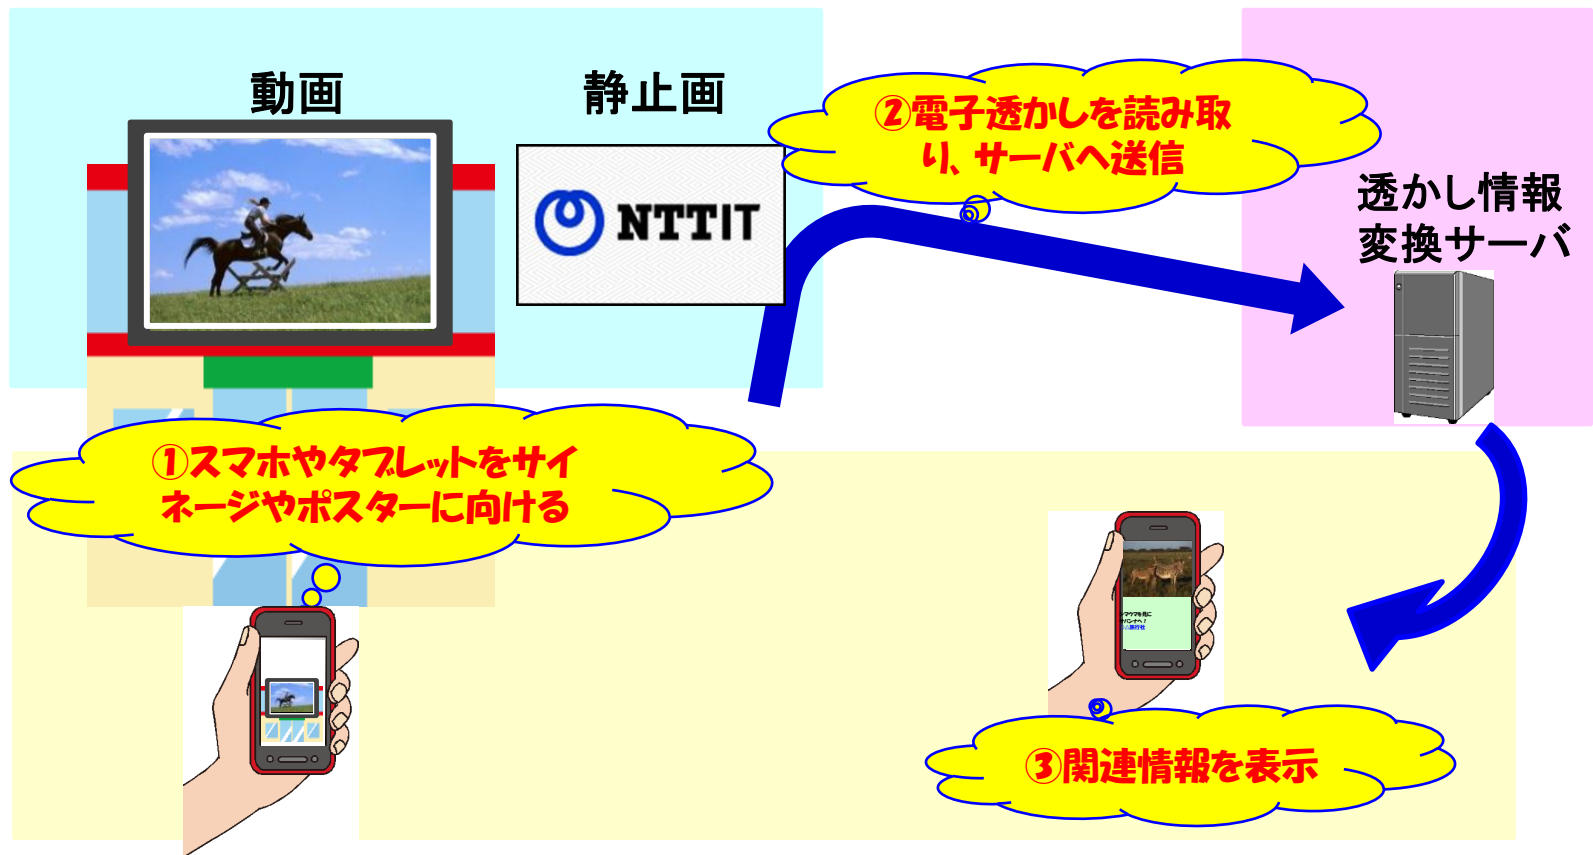 動画
静止画
NTTIT
②電子透かしを読み取
り、サーバへ送信
透かし情報
変換サーバ
①スマホやタブレットをサイ
ネージやポスターに向ける
③関連情報を表示